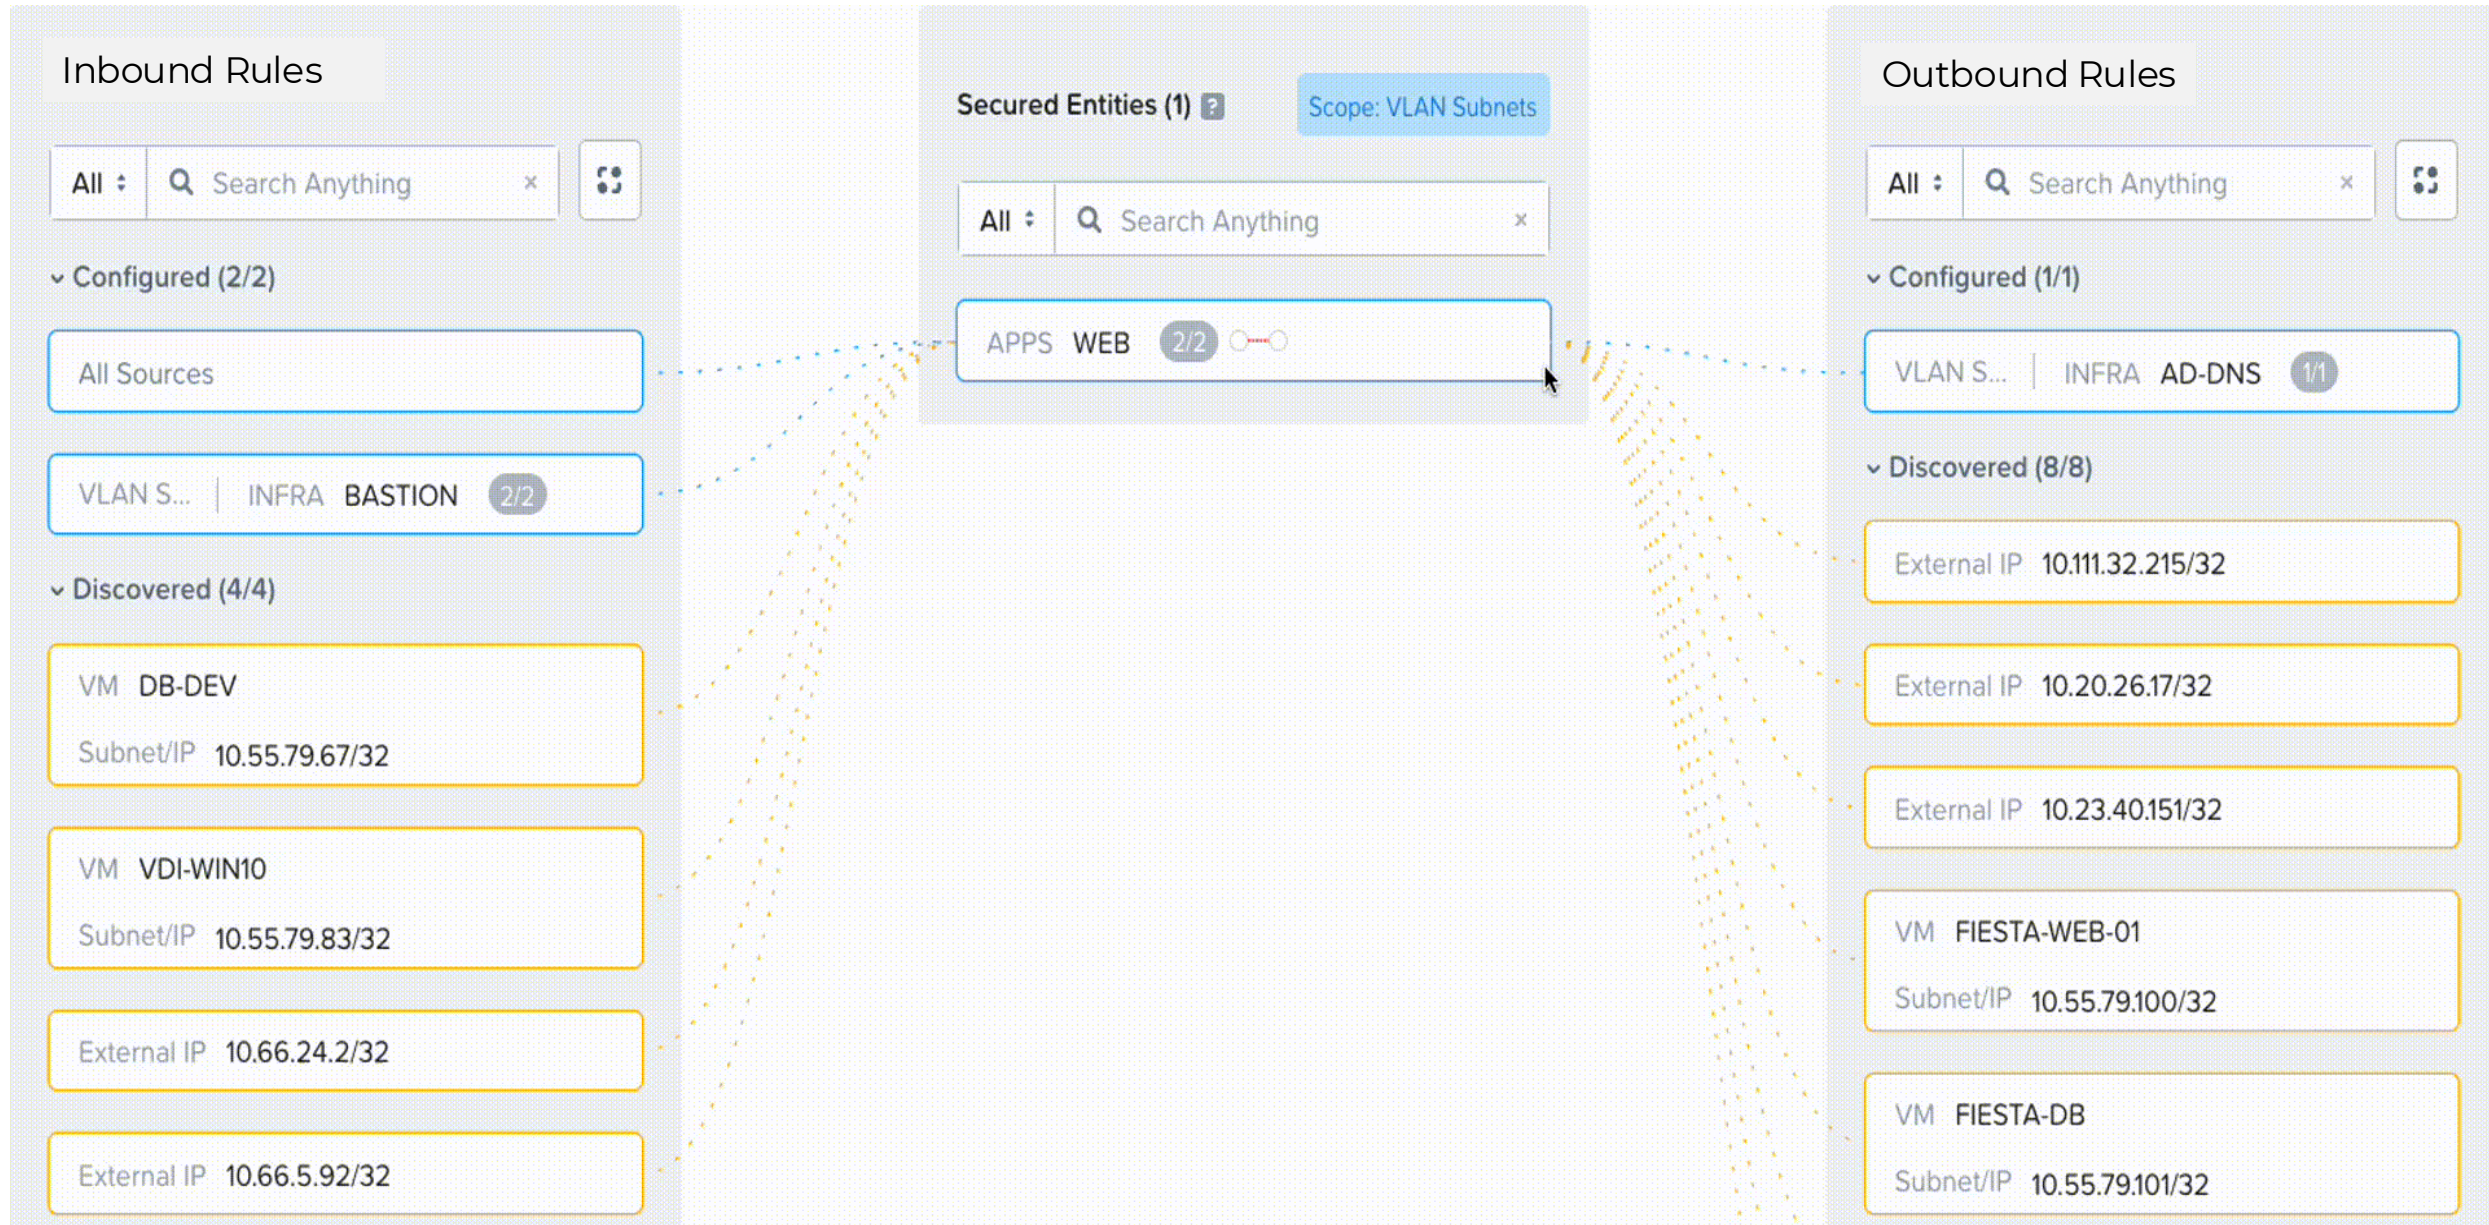 Inbound Rules
All Search Anything ×
Configured (2/2)
All Sources
VLAN S... INFRA BASTION 2/2
Discovered (4/4)
VM DB-DEV
Subnet/IP 10.55.79.67/32
VM VDI-WIN10
Subnet/IP 10.55.79.83/32
External IP 10.66.24.2/32
External IP 10.66.5.92/32
Secured Entities (1) ? Scope: VLAN Subnets
All Search Anything ×
APPS WEB 2/2
Outbound Rules
All Search Anything ×
Configured (1/1)
VLAN S... INFRA AD-DNS 1/1
Discovered (8/8)
External IP 10.111.32.215/32
External IP 10.20.26.17/32
External IP 10.23.40.151/32
VM FIESTA-WEB-01
Subnet/IP 10.55.79.100/32
VM FIESTA-DB
Subnet/IP 10.55.79.101/32